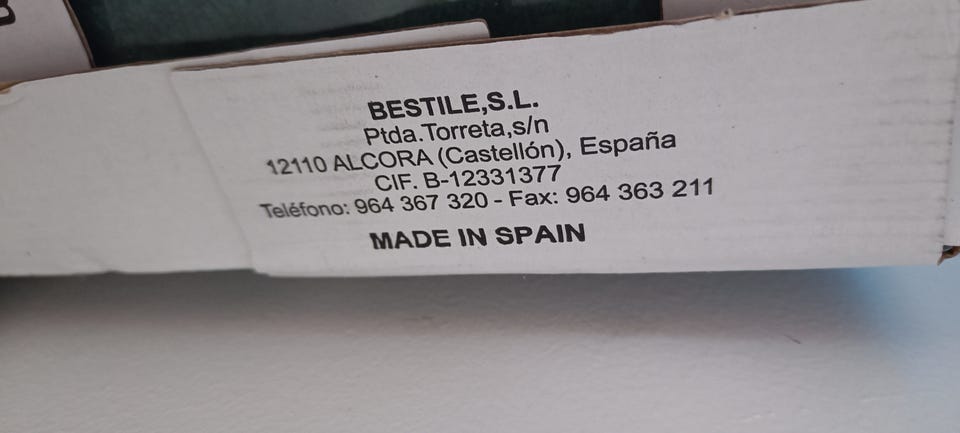 BESTILE,S.L.
Ptda.Torreta,s/n
12110 ALCORA (Castellón), España
CIF. B-12331377
Teléfono: 964 367 320 - Fax: 964 363 211
MADE IN SPAIN